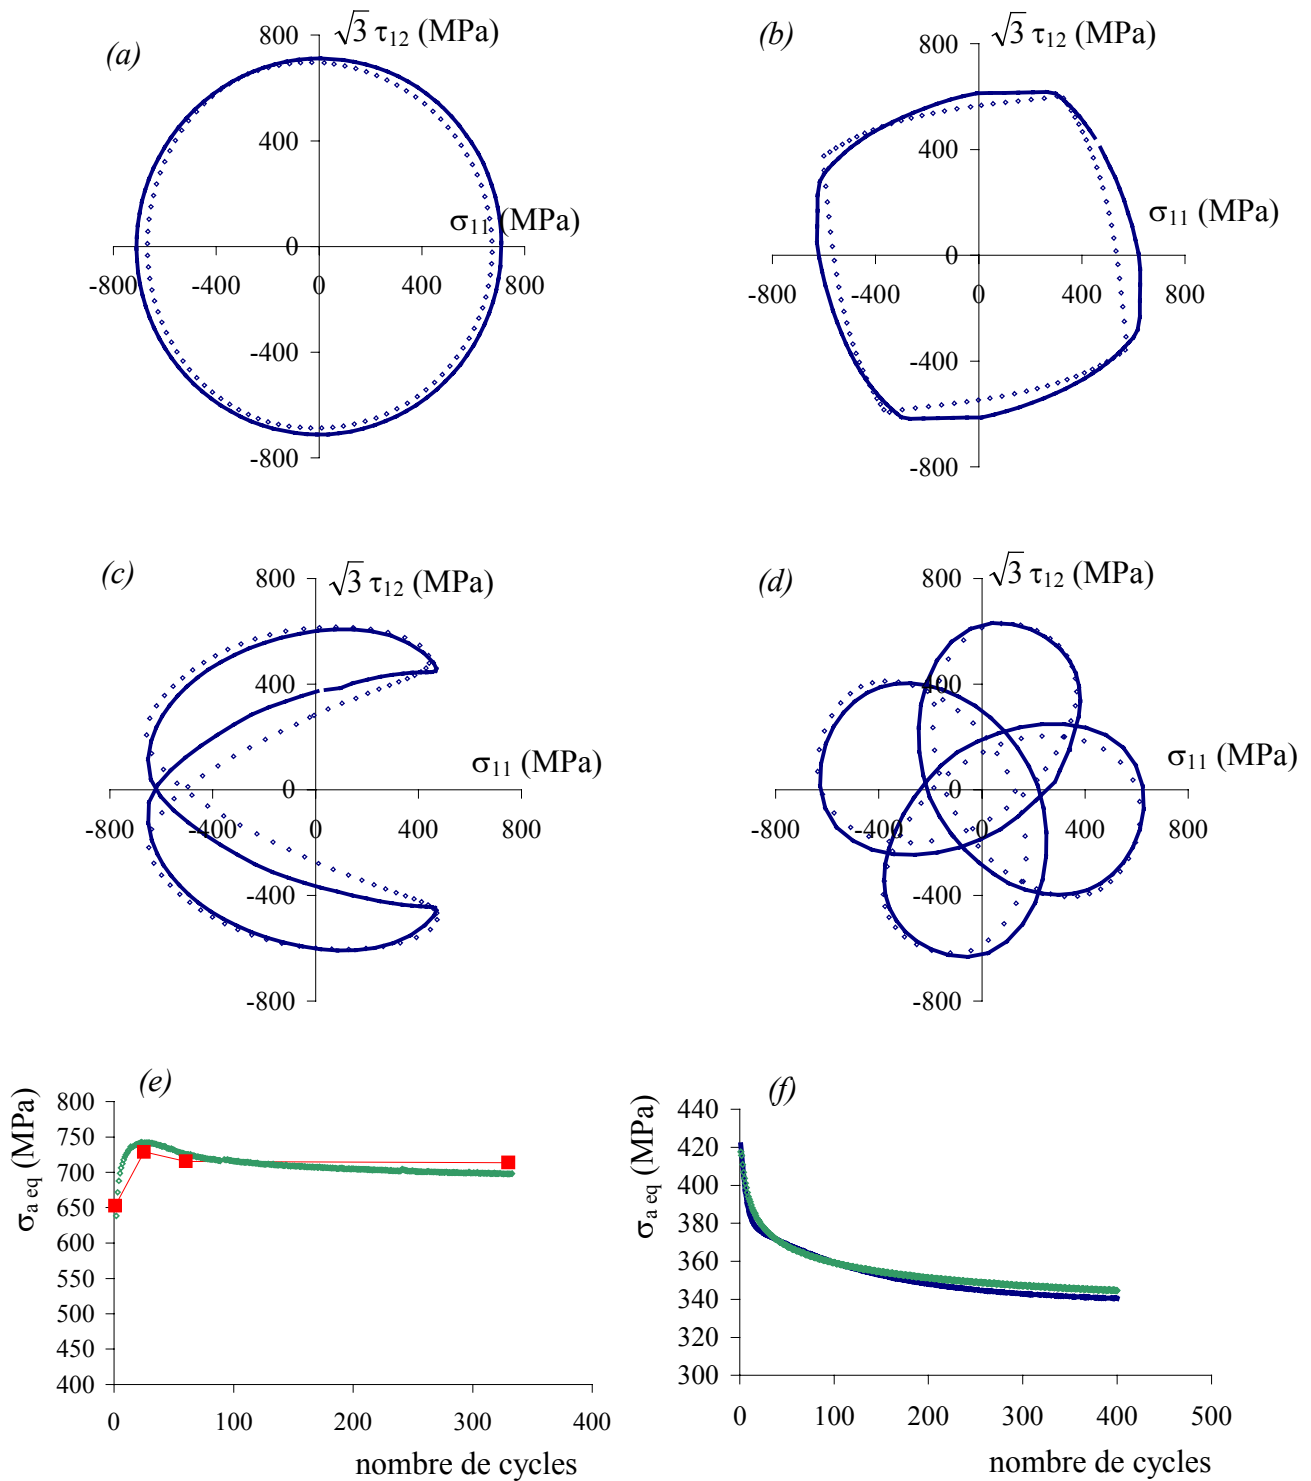 (a)
√3 τ12 (MPa)
800
400
0
-400
-800
σ11 (MPa)
-800 -400 0 400 800
(b)
√3 τ12 (MPa)
800
400
0
-400
-800
σ11 (MPa)
-800 -400 0 400 800
(c)
√3 τ12 (MPa)
800
400
0
-400
-800
σ11 (MPa)
-800 -400 0 400 800
(d)
√3 τ12 (MPa)
800
400
0
-400
-800
σ11 (MPa)
-800 -400 0 400 800
(e)
σa eq (MPa)
800
750
700
650
600
550
500
450
400
0 100 200 300 400
nombre de cycles
(f)
σa eq (MPa)
440
420
400
380
360
340
320
300
0 100 200 300 400 500
nombre de cycles